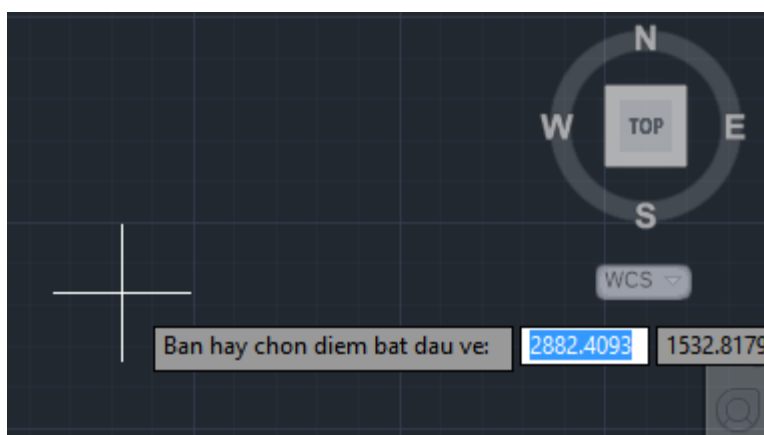 N
W TOP E
S
WCS
Ban hay chon diem bat dau ve: 2882.4093 1532.8179